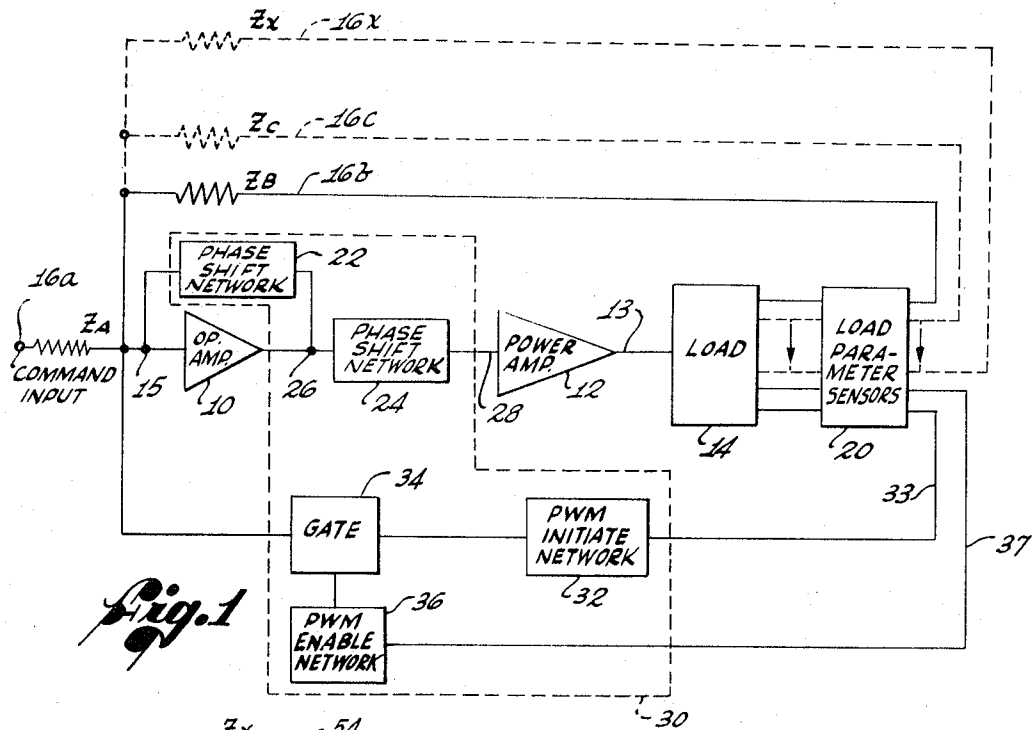 Zx 16x
Zc 16c
ZB 16b
PHASE SHIFT NETWORK 22
16a
ZA
COMMAND INPUT
15
OP. AMP.
10
26
PHASE SHIFT NETWORK
24
28
POWER AMP.
12
13
LOAD
14
LOAD PARA-METER SENSORS
20
33
37
GATE
34
PWM INITIATE NETWORK
32
PWM ENABLE NETWORK
36
30
Fig. 1
Zx 54